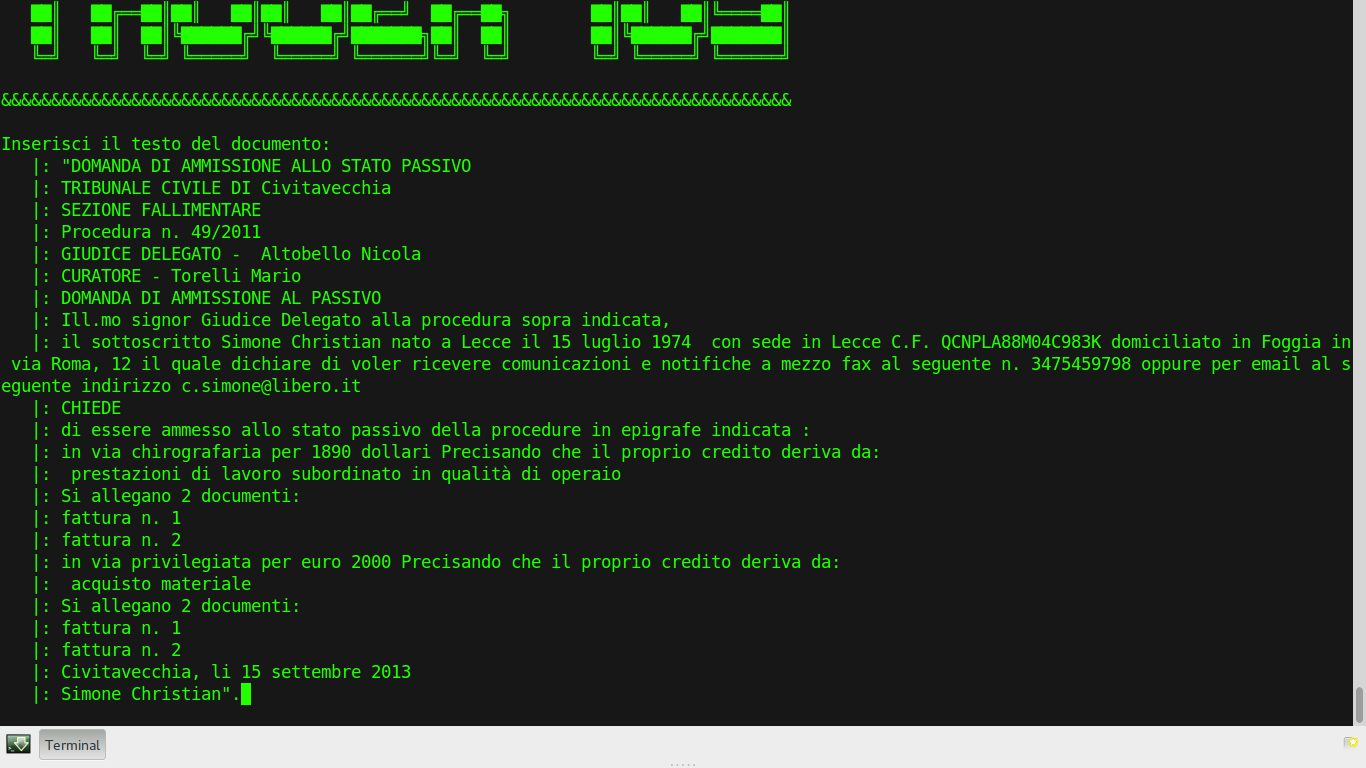 &&&&&&&&&&&&&&&&&&&&&&&&&&&&&&&&&&&&&&&&&&&&&&&&&&&&&&&&&&&&&&&&&&&&&&&&&&&&&&&
Inserisci il testo del documento:
|: "DOMANDA DI AMMISSIONE ALLO STATO PASSIVO
|: TRIBUNALE CIVILE DI Civitavecchia
|: SEZIONE FALLIMENTARE
|: Procedura n. 49/2011
|: GIUDICE DELEGATO -  Altobello Nicola
|: CURATORE - Torelli Mario
|: DOMANDA DI AMMISSIONE AL PASSIVO
|: Ill.mo signor Giudice Delegato alla procedura sopra indicata,
|: il sottoscritto Simone Christian nato a Lecce il 15 luglio 1974  con sede in Lecce C.F. QCNPLA88M04C983K domiciliato in Foggia in
via Roma, 12 il quale dichiare di voler ricevere comunicazioni e notifiche a mezzo fax al seguente n. 3475459798 oppure per email al s
eguente indirizzo c.simone@libero.it
|: CHIEDE
|: di essere ammesso allo stato passivo della procedure in epigrafe indicata :
|: in via chirografaria per 1890 dollari Precisando che il proprio credito deriva da:
|:  prestazioni di lavoro subordinato in qualità di operaio
|: Si allegano 2 documenti:
|: fattura n. 1
|: fattura n. 2
|: in via privilegiata per euro 2000 Precisando che il proprio credito deriva da:
|:  acquisto materiale
|: Si allegano 2 documenti:
|: fattura n. 1
|: fattura n. 2
|: Civitavecchia, li 15 settembre 2013
|: Simone Christian".
Terminal